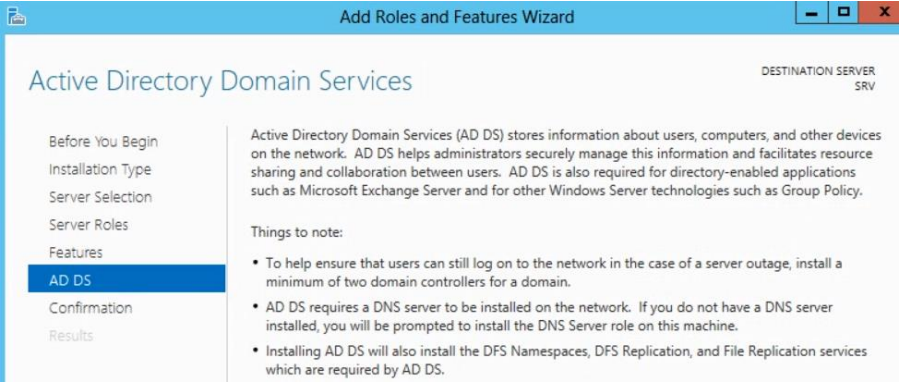 Add Roles and Features Wizard
Active Directory Domain Services
DESTINATION SERVER
SRV
Before You Begin
Installation Type
Server Selection
Server Roles
Features
AD DS
Confirmation
Results
Active Directory Domain Services (AD DS) stores information about users, computers, and other devices
on the network. AD DS helps administrators securely manage this information and facilitates resource
sharing and collaboration between users. AD DS is also required for directory-enabled applications
such as Microsoft Exchange Server and for other Windows Server technologies such as Group Policy.
Things to note:
• To help ensure that users can still log on to the network in the case of a server outage, install a
minimum of two domain controllers for a domain.
• AD DS requires a DNS server to be installed on the network. If you do not have a DNS server
installed, you will be prompted to install the DNS Server role on this machine.
• Installing AD DS will also install the DFS Namespaces, DFS Replication, and File Replication services
which are required by AD DS.